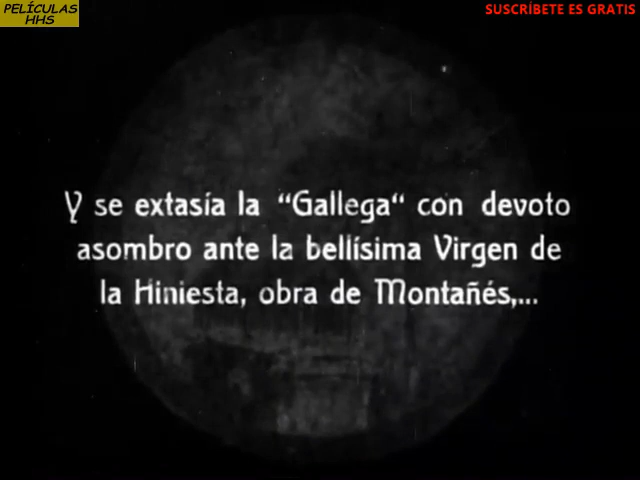 PELÍCULAS
HHS
SUSCRÍBETE ES GRATIS
Y se extasía la “Gallega“ con devoto
asombro ante la bellísima Virgen de
la Hiniesta, obra de Montañés,...